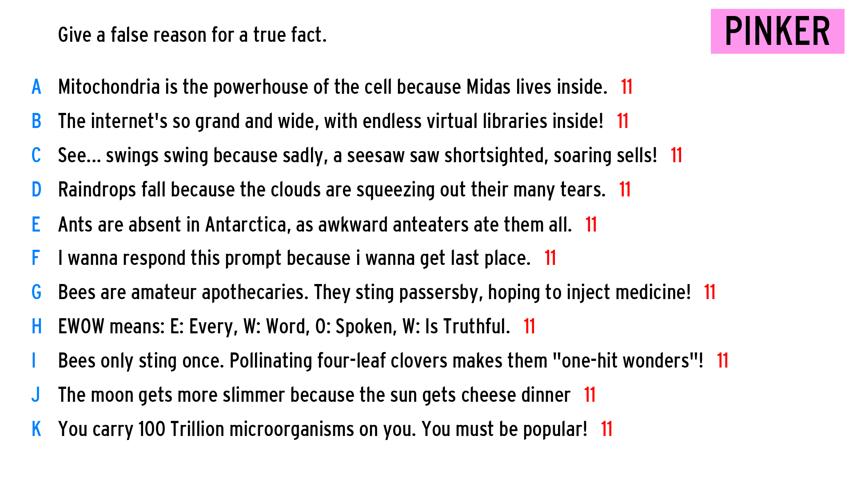 Give a false reason for a true fact.
PINKER
A Mitochondria is the powerhouse of the cell because Midas lives inside. 11
B The internet's so grand and wide, with endless virtual libraries inside! 11
C See... swings swing because sadly, a seesaw saw shortsighted, soaring sells! 11
D Raindrops fall because the clouds are squeezing out their many tears. 11
E Ants are absent in Antarctica, as awkward anteaters ate them all. 11
F I wanna respond this prompt because i wanna get last place. 11
G Bees are amateur apothecaries. They sting passersby, hoping to inject medicine! 11
H EWOW means: E: Every, W: Word, O: Spoken, W: Is Truthful. 11
I Bees only sting once. Pollinating four-leaf clovers makes them "one-hit wonders"! 11
J The moon gets more slimmer because the sun gets cheese dinner 11
K You carry 100 Trillion microorganisms on you. You must be popular! 11